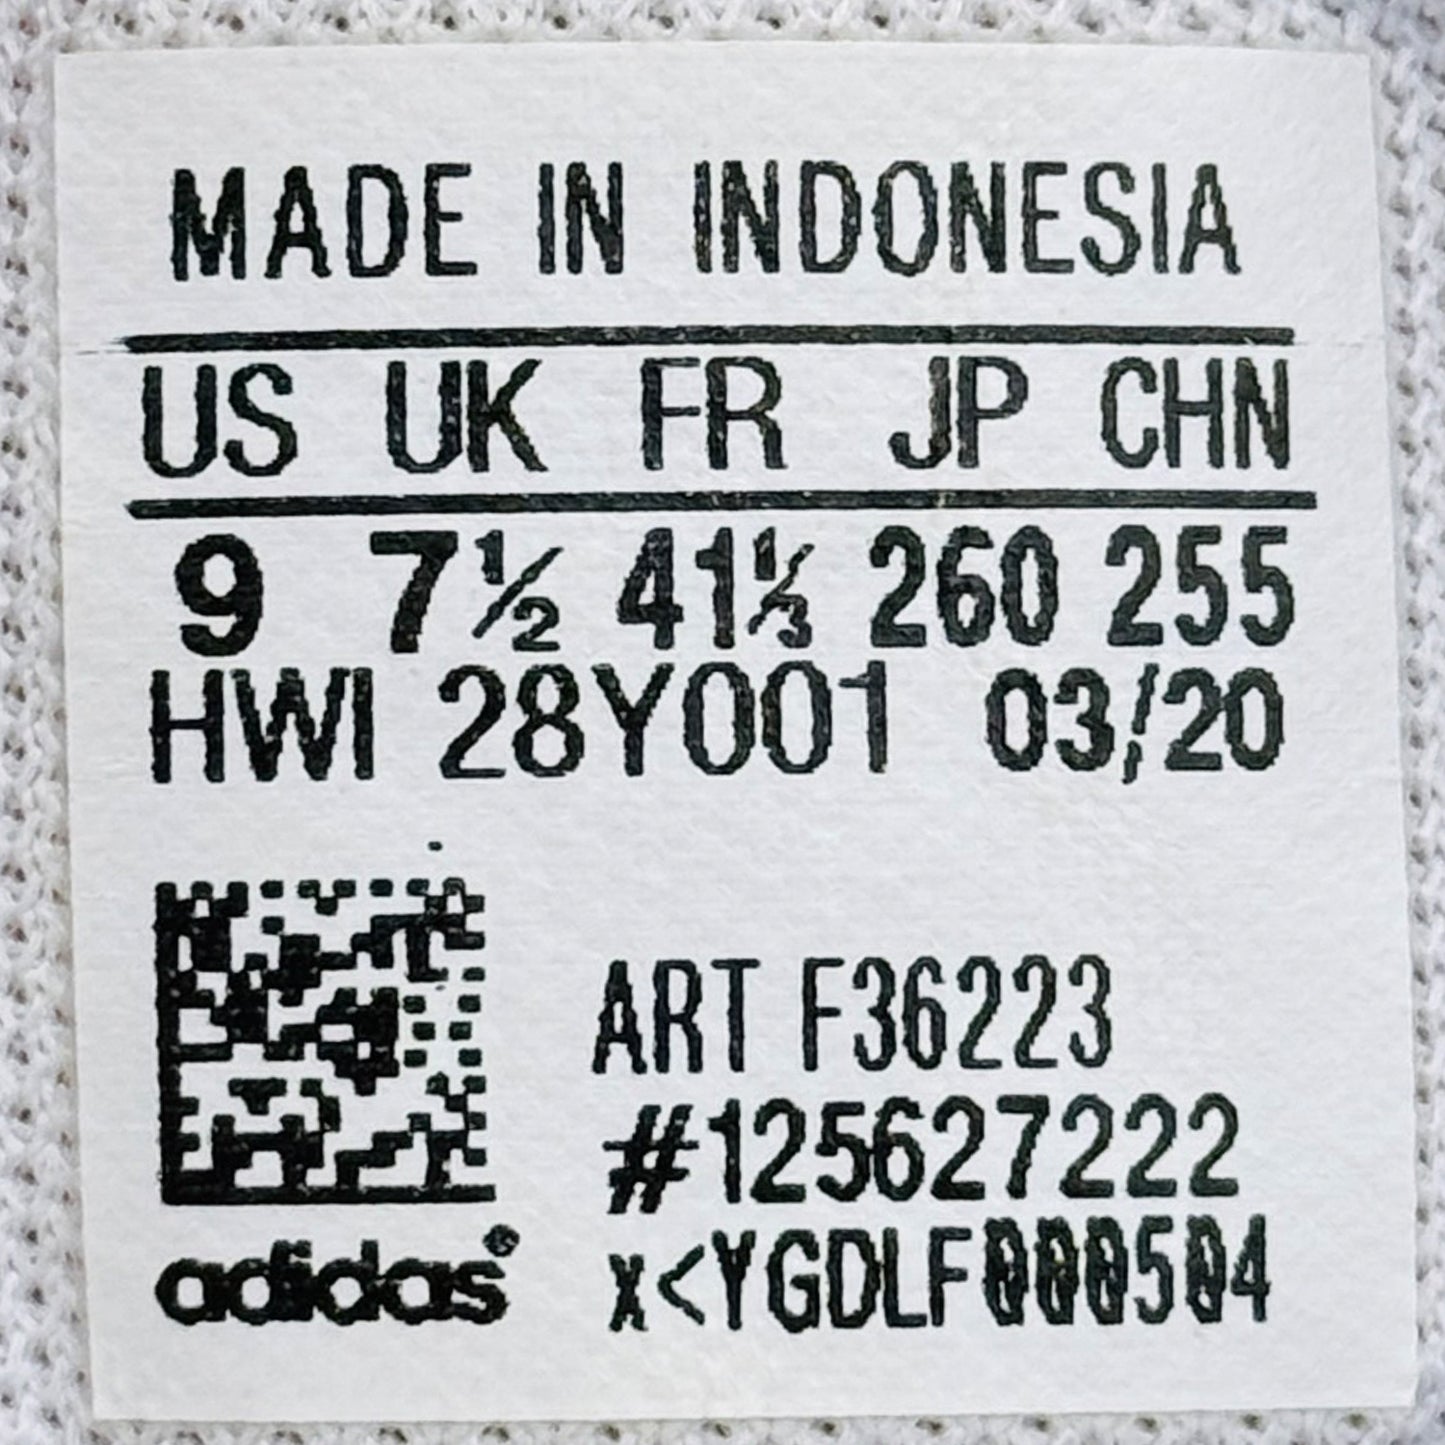 MADE IN INDONESIA
US UK FR JP CHN
9 7½ 41⅓ 260 255
HWI 28Y001 03/20
ART F36223
#125627222
x<YGDLF000504
adidas®